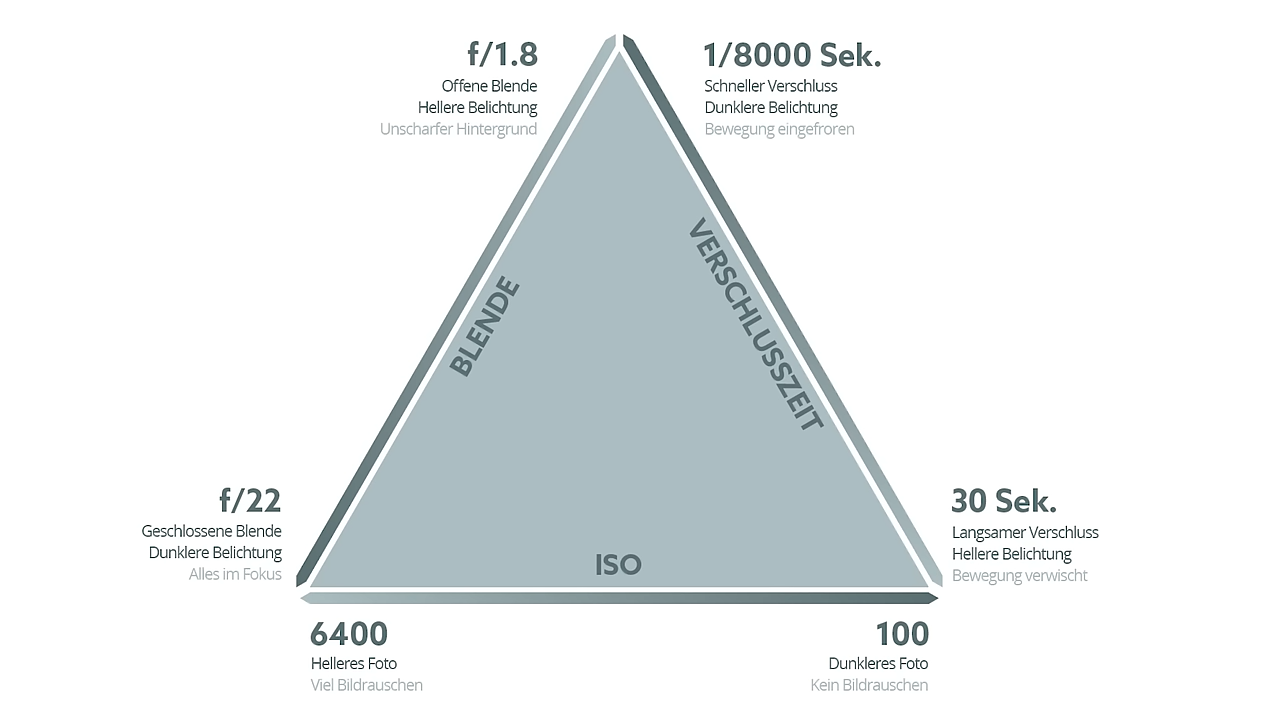 f/1.8
Offene Blende
Hellere Belichtung
Unscharfer Hintergrund
1/8000 Sek.
Schneller Verschluss
Dunklere Belichtung
Bewegung eingefroren
BLENDE
VERSCHLUSSZEIT
f/22
Geschlossene Blende
Dunklere Belichtung
Alles im Fokus
30 Sek.
Langsamer Verschluss
Hellere Belichtung
Bewegung verwischt
ISO
6400
Helleres Foto
Viel Bildrauschen
100
Dunkleres Foto
Kein Bildrauschen